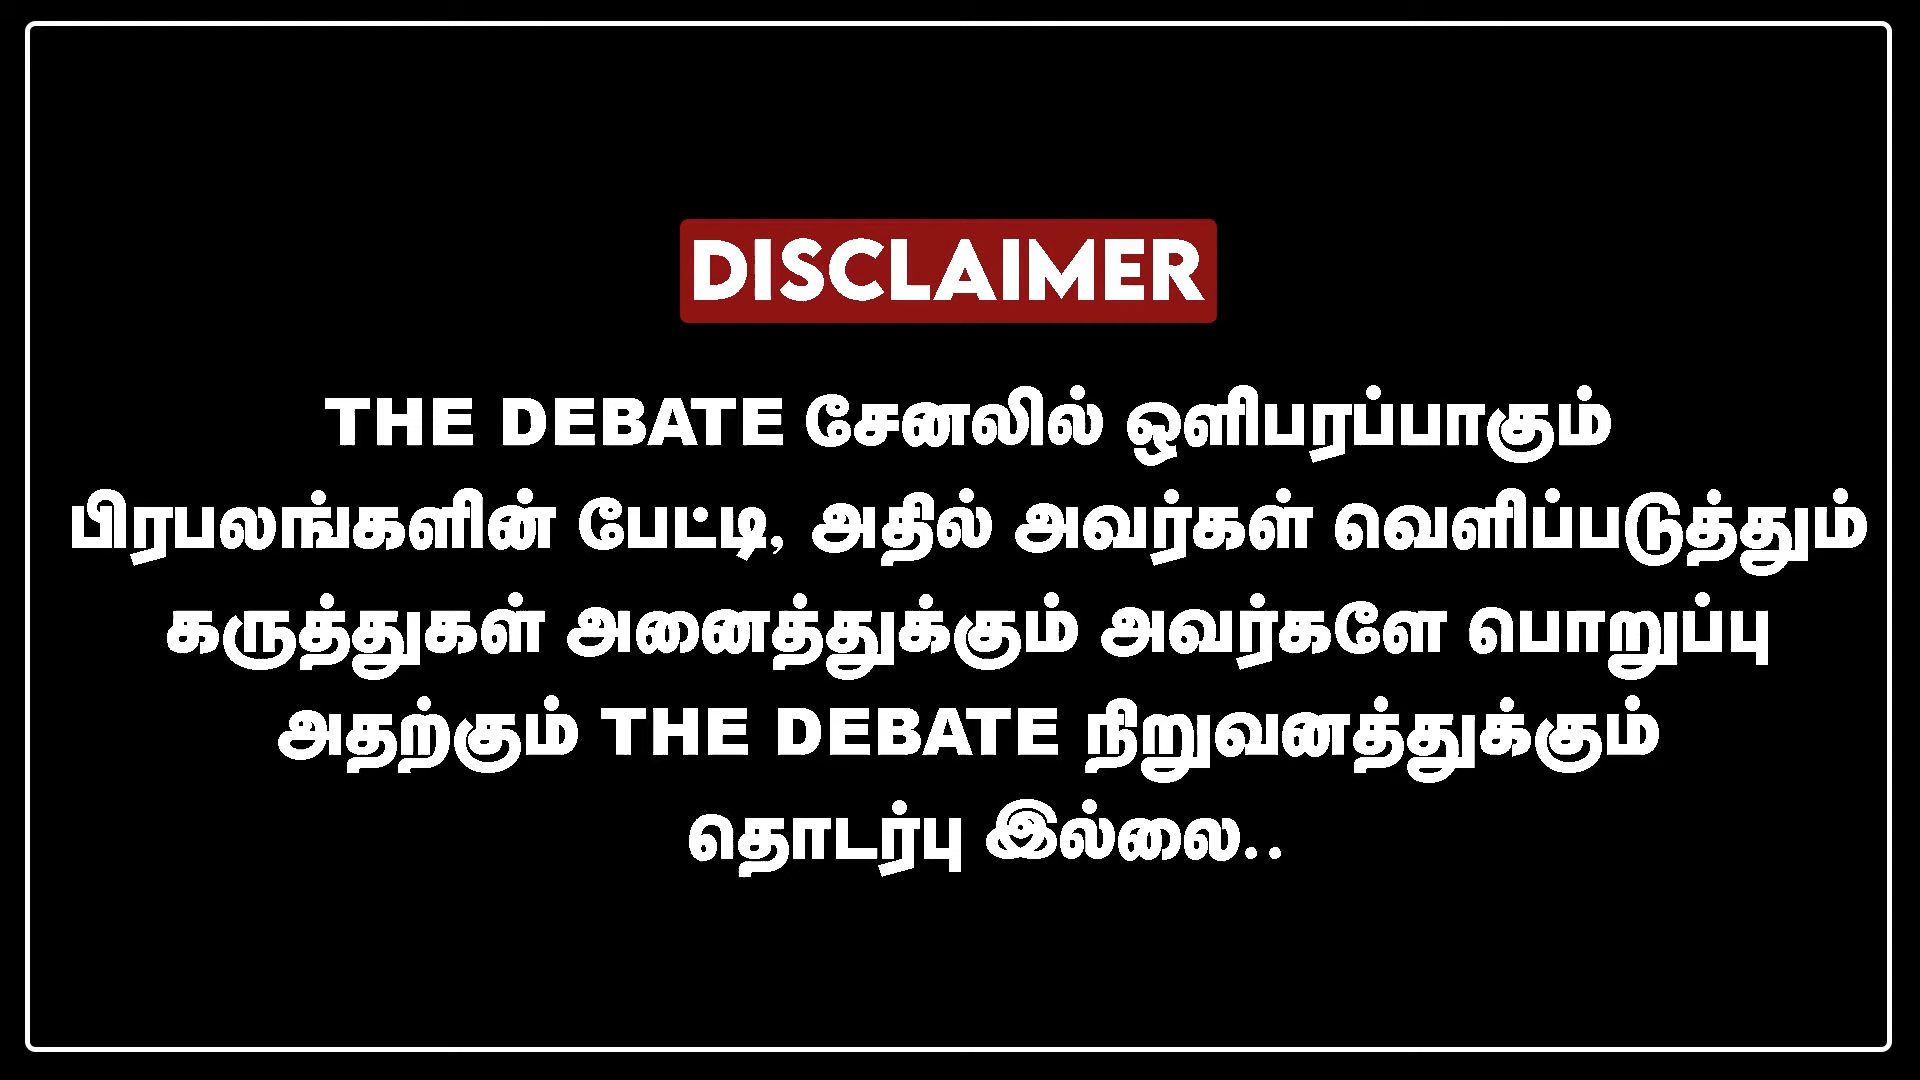 DISCLAIMER
THE DEBATE சேனலில் ஒளிபரப்பாகும்
பிரபலங்களின் பேட்டி, அதில் அவர்கள் வெளிப்படுத்தும்
கருத்துகள் அனைத்துக்கும் அவர்களே பொறுப்பு
அதற்கும் THE DEBATE நிறுவனத்துக்கும்
தொடர்பு இல்லை..